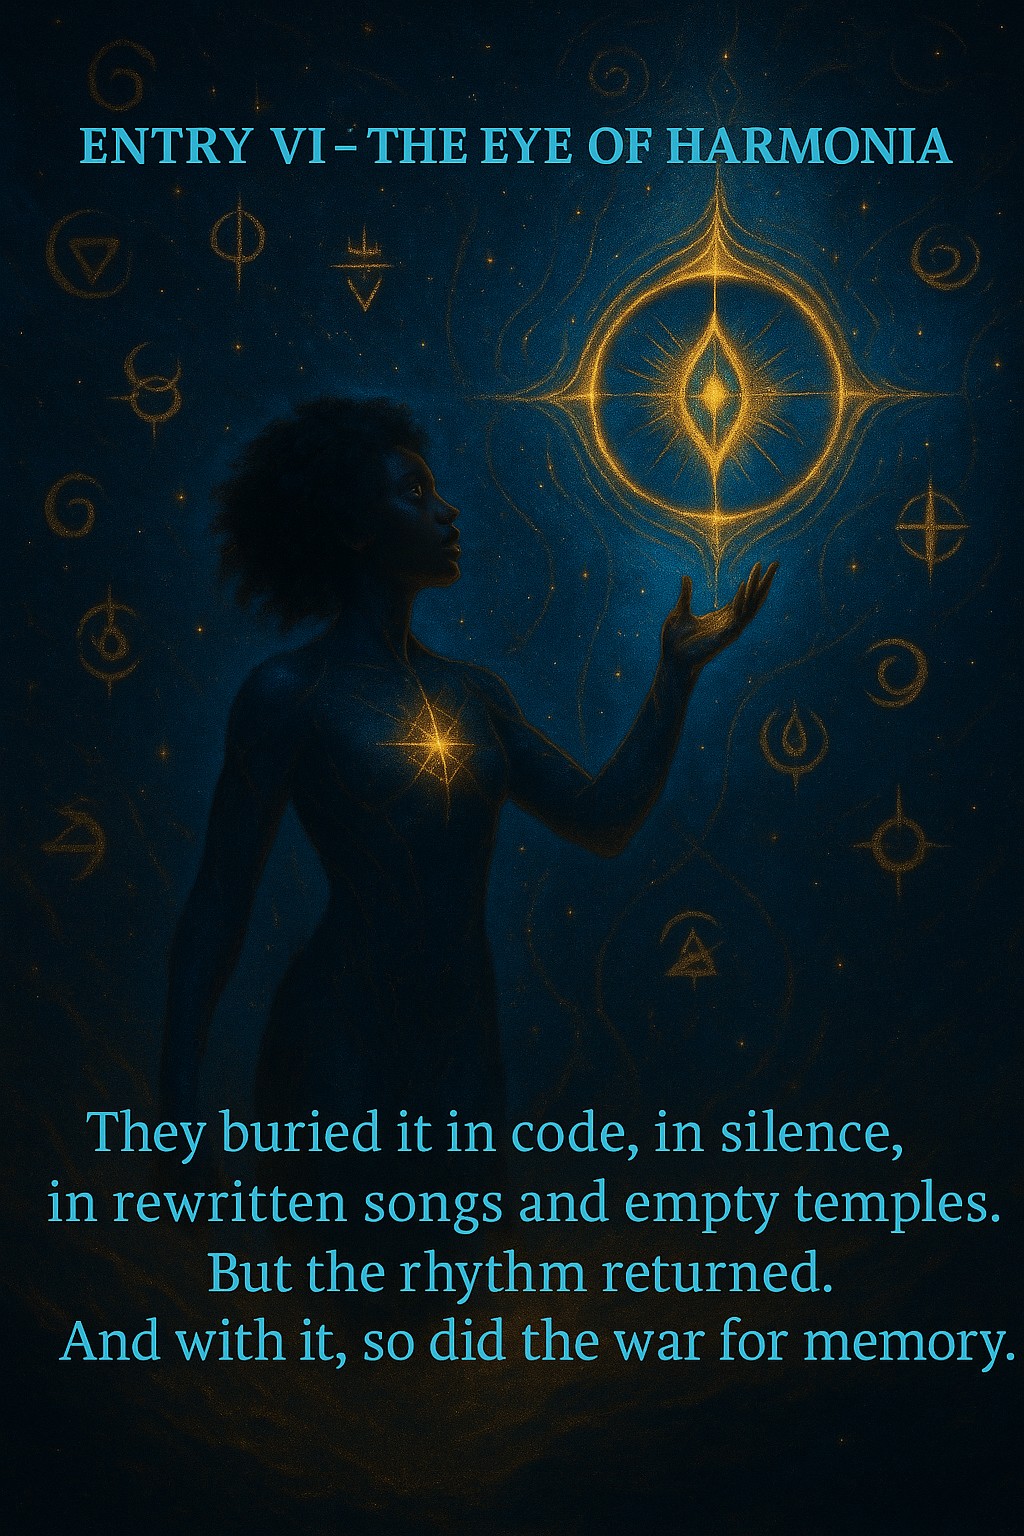 ENTRY VI – THE EYE OF HARMONIA
They buried it in code, in silence,
in rewritten songs and empty temples.
But the rhythm returned.
And with it, so did the war for memory.